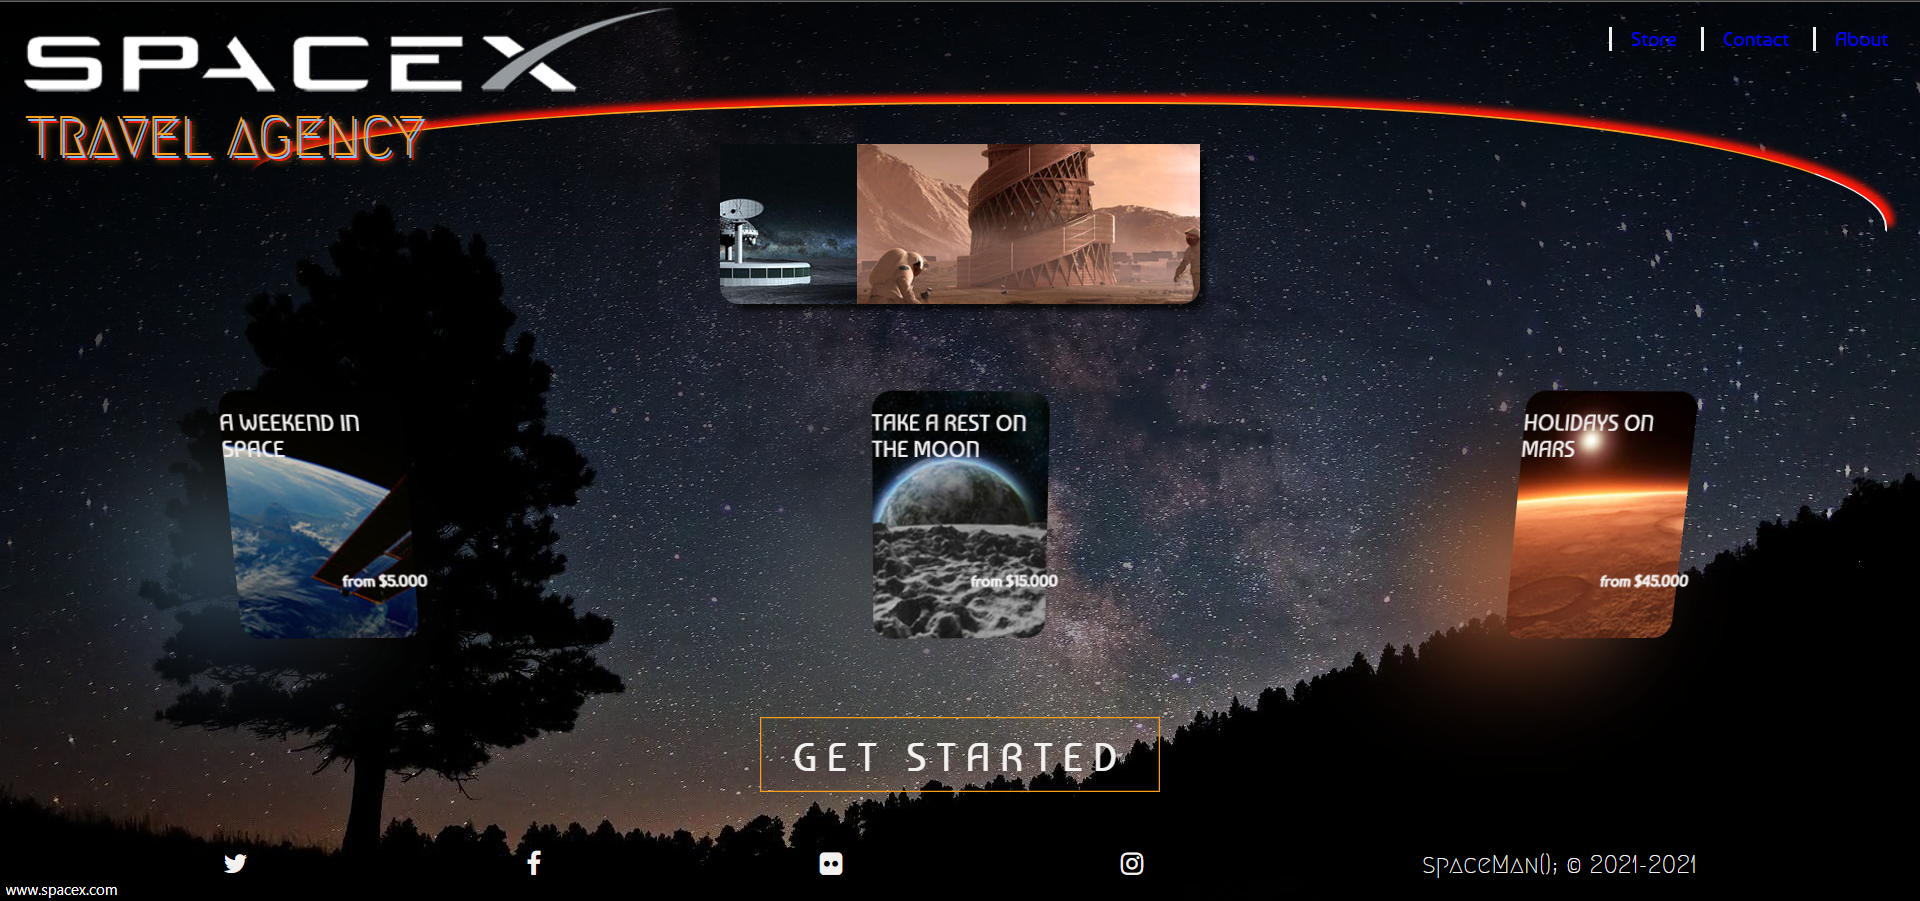 SPACEX
TRAVEL AGENCY
Store
Contact
About
A WEEKEND IN
SPACE
from $5.000
TAKE A REST ON
THE MOON
from $15.000
HOLIDAYS ON
MARS
from $45.000
GET STARTED
SPACEMAN(); © 2021-2021
www.spacex.com